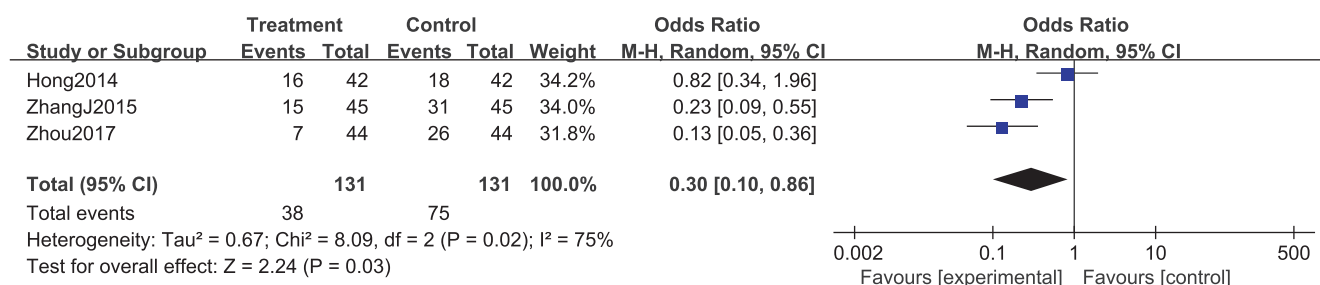 Treatment Control Odds Ratio Odds Ratio
Study or Subgroup Events Total Events Total Weight M-H, Random, 95% CI M-H, Random, 95% CI
Hong2014 16 42 18 42 34.2% 0.82 [0.34, 1.96]
ZhangJ2015 15 45 31 45 34.0% 0.23 [0.09, 0.55]
Zhou2017 7 44 26 44 31.8% 0.13 [0.05, 0.36]
Total (95% CI) 131 131 100.0% 0.30 [0.10, 0.86]
Total events 38 75
Heterogeneity: Tau² = 0.67; Chi² = 8.09, df = 2 (P = 0.02); I² = 75%
Test for overall effect: Z = 2.24 (P = 0.03)
0.002 0.1 1 10 500
Favours [experimental] Favours [control]